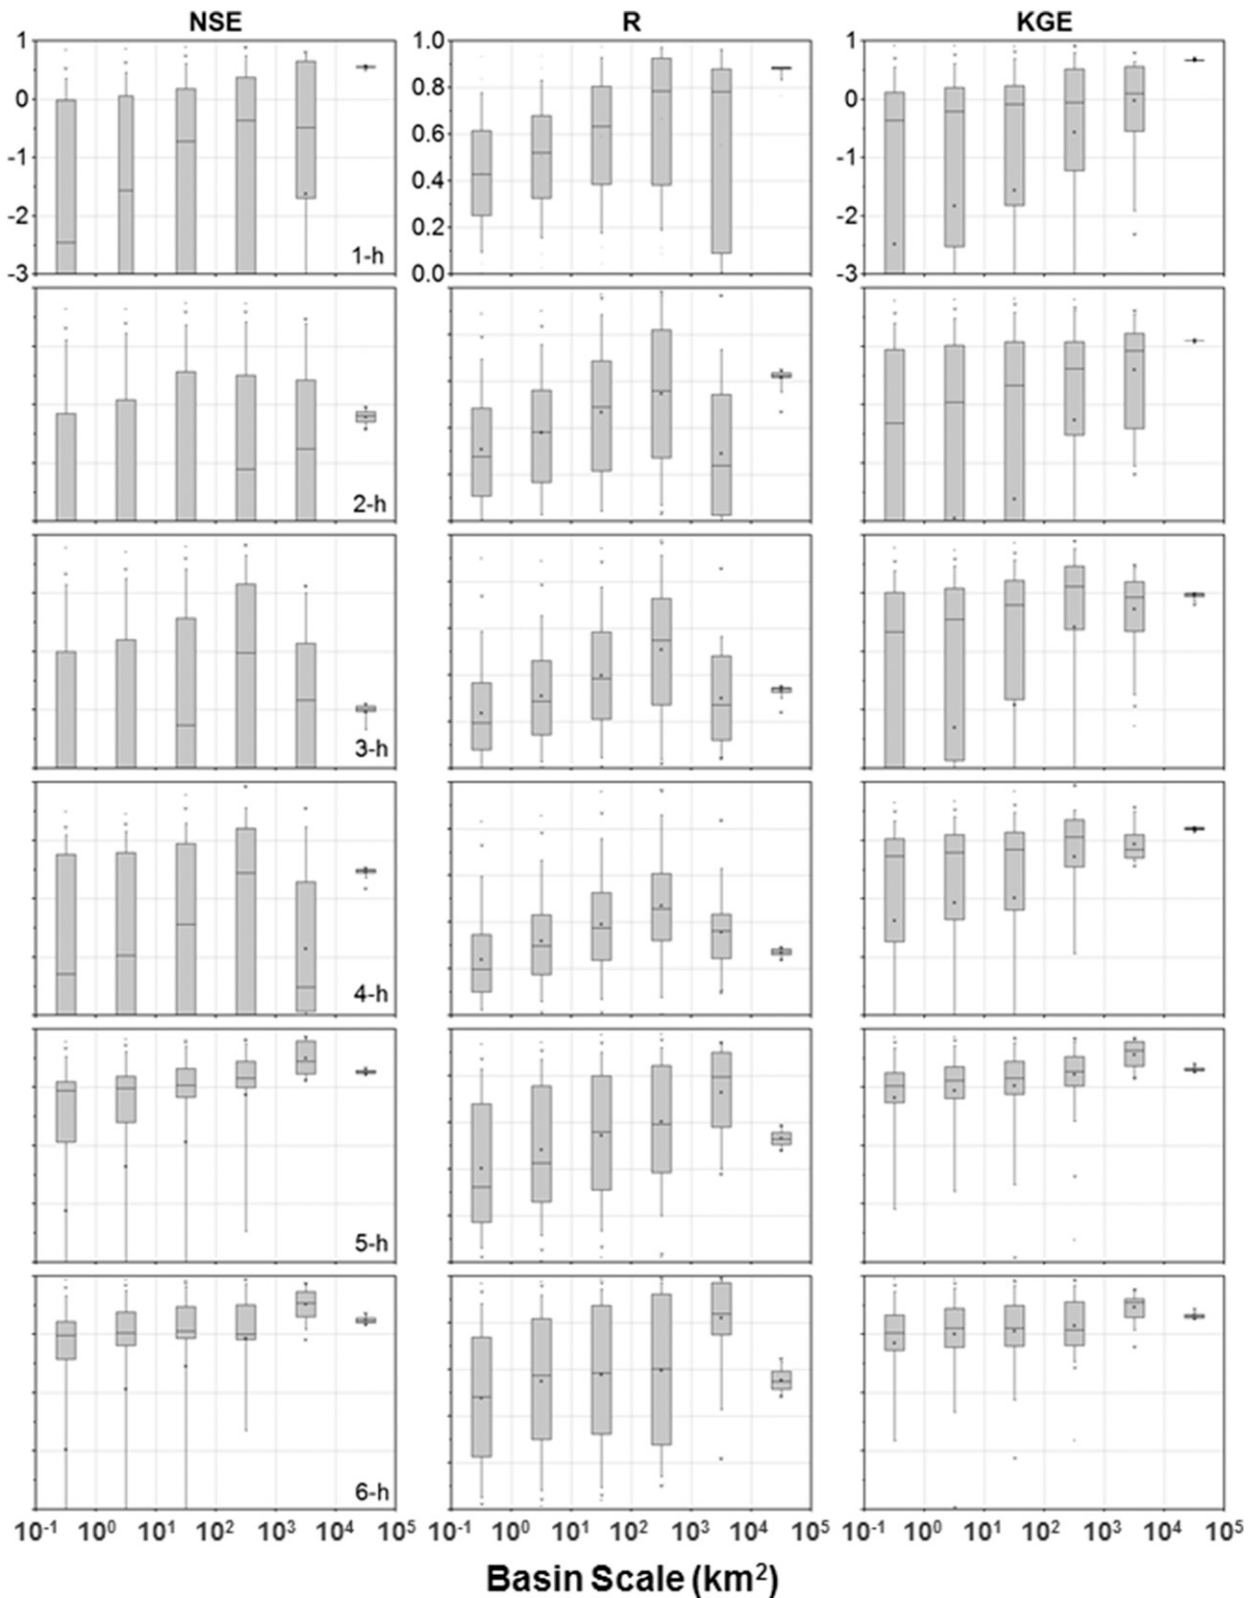 NSE R KGE
1 1.0 1
0 0.8 0
-1 0.6 -1
0.4
-2 0.2 -2
-3 1-h 0.0 -3
2-h
3-h
4-h
5-h
6-h
10⁻¹ 10⁰ 10¹ 10² 10³ 10⁴ 10⁵ 10⁻¹ 10⁰ 10¹ 10² 10³ 10⁴ 10⁵ 10⁻¹ 10⁰ 10¹ 10² 10³ 10⁴ 10⁵
Basin Scale (km²)